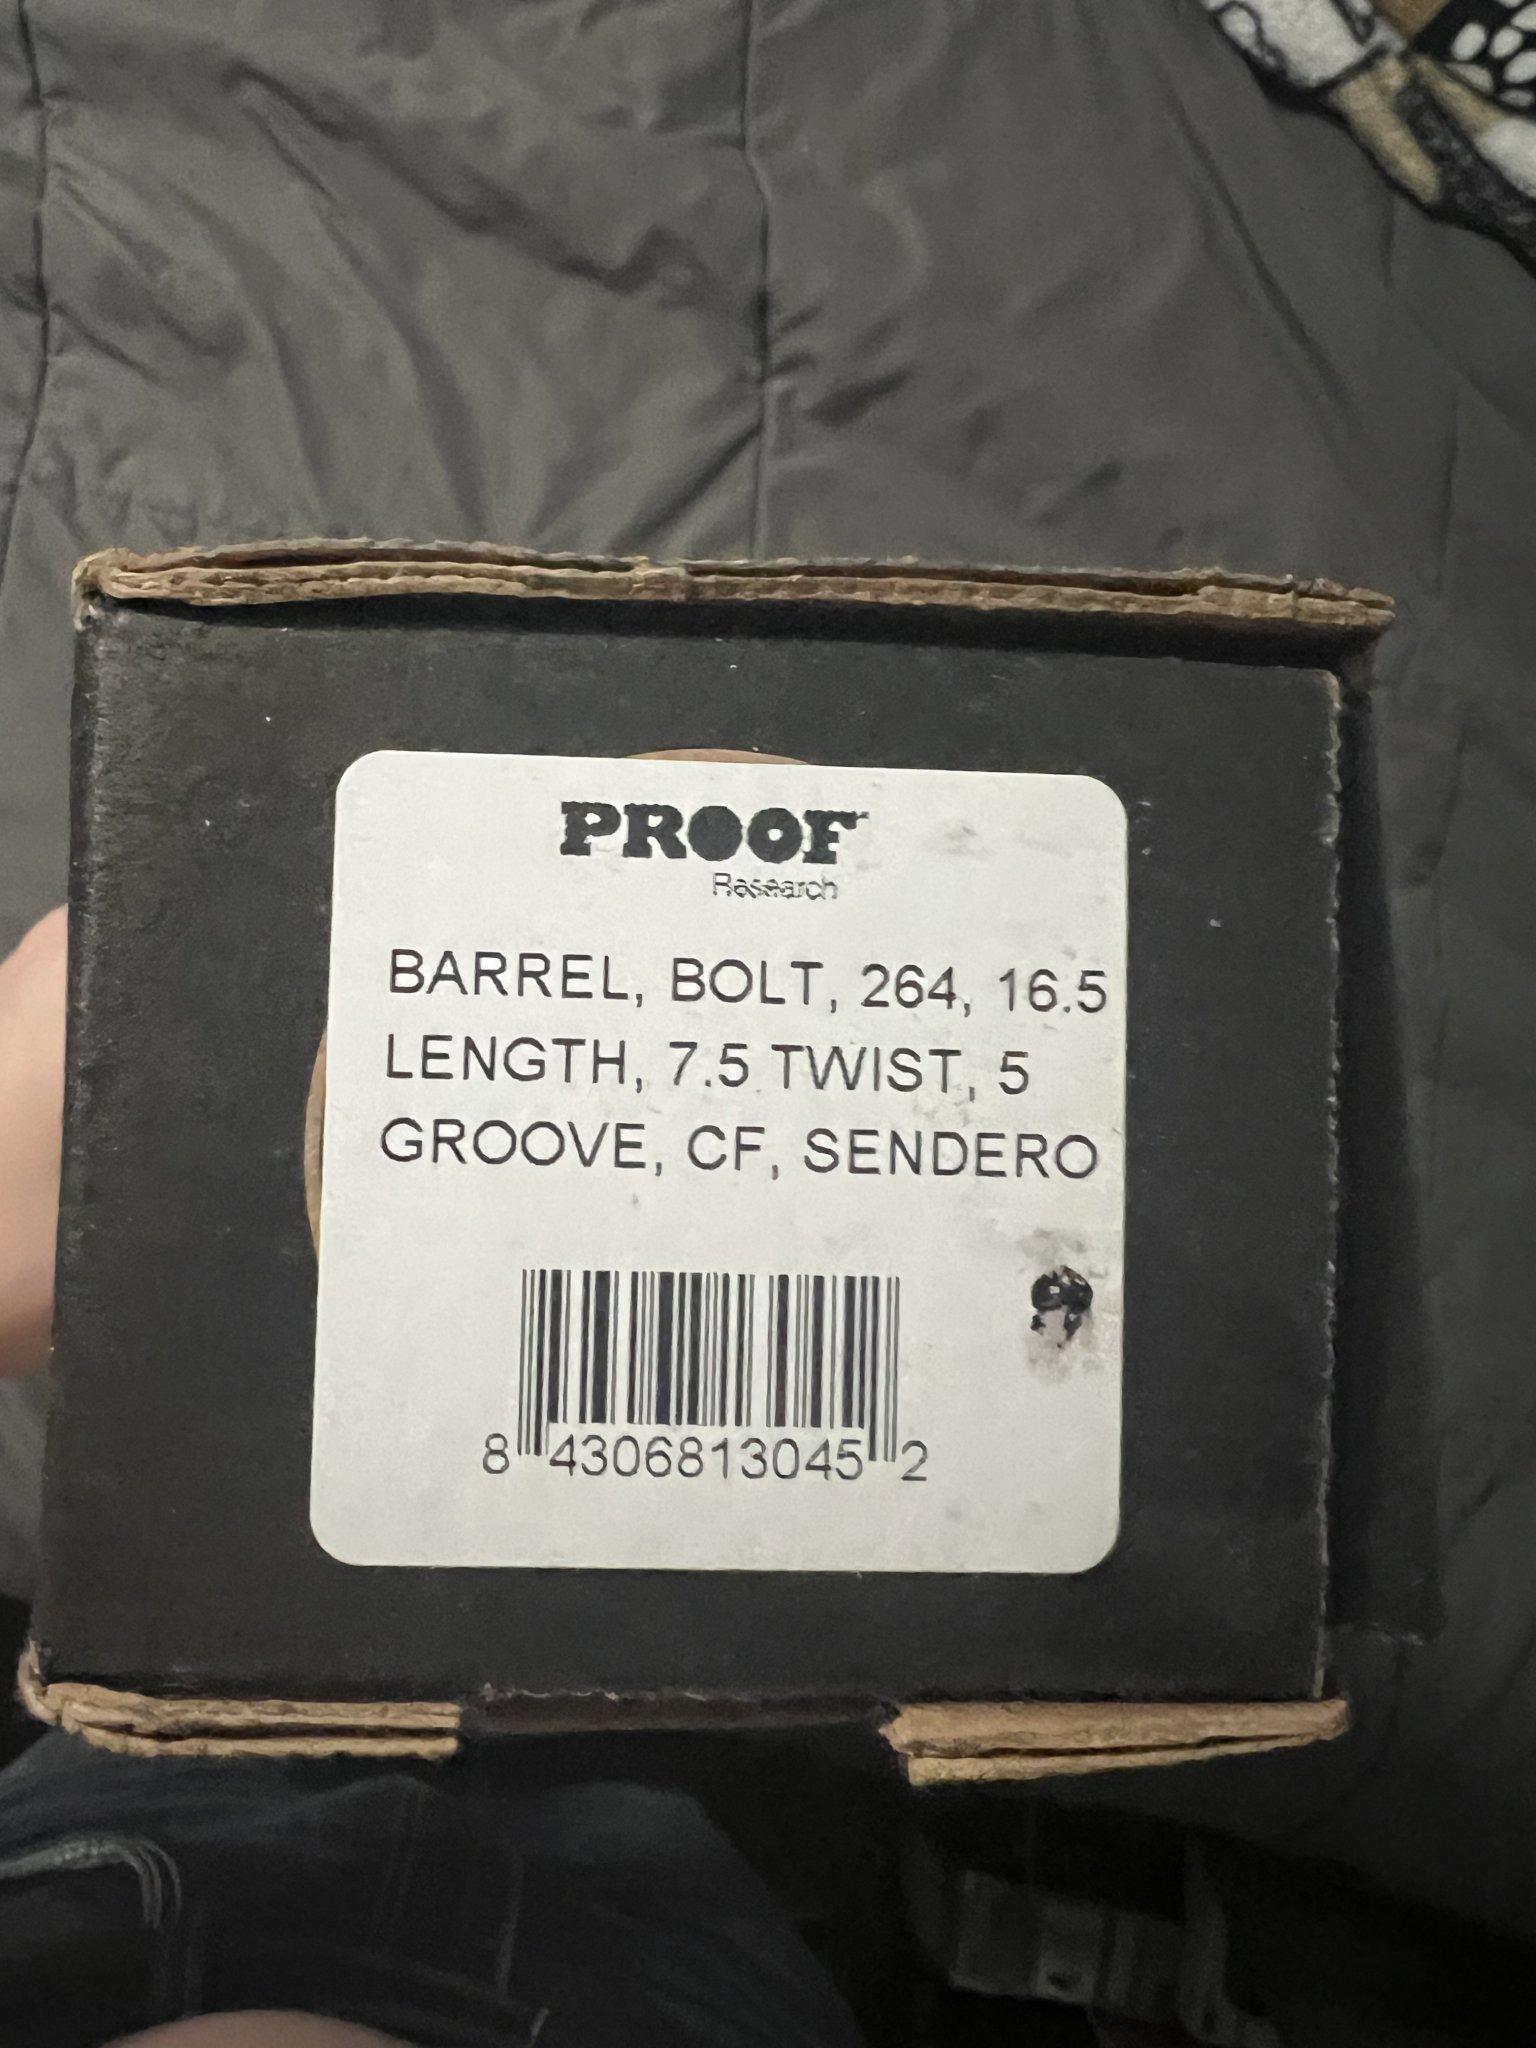 PROOF
Research
BARREL, BOLT, 264, 16.5
LENGTH, 7.5 TWIST, 5
GROOVE, CF, SENDERO
8 4306813045 2